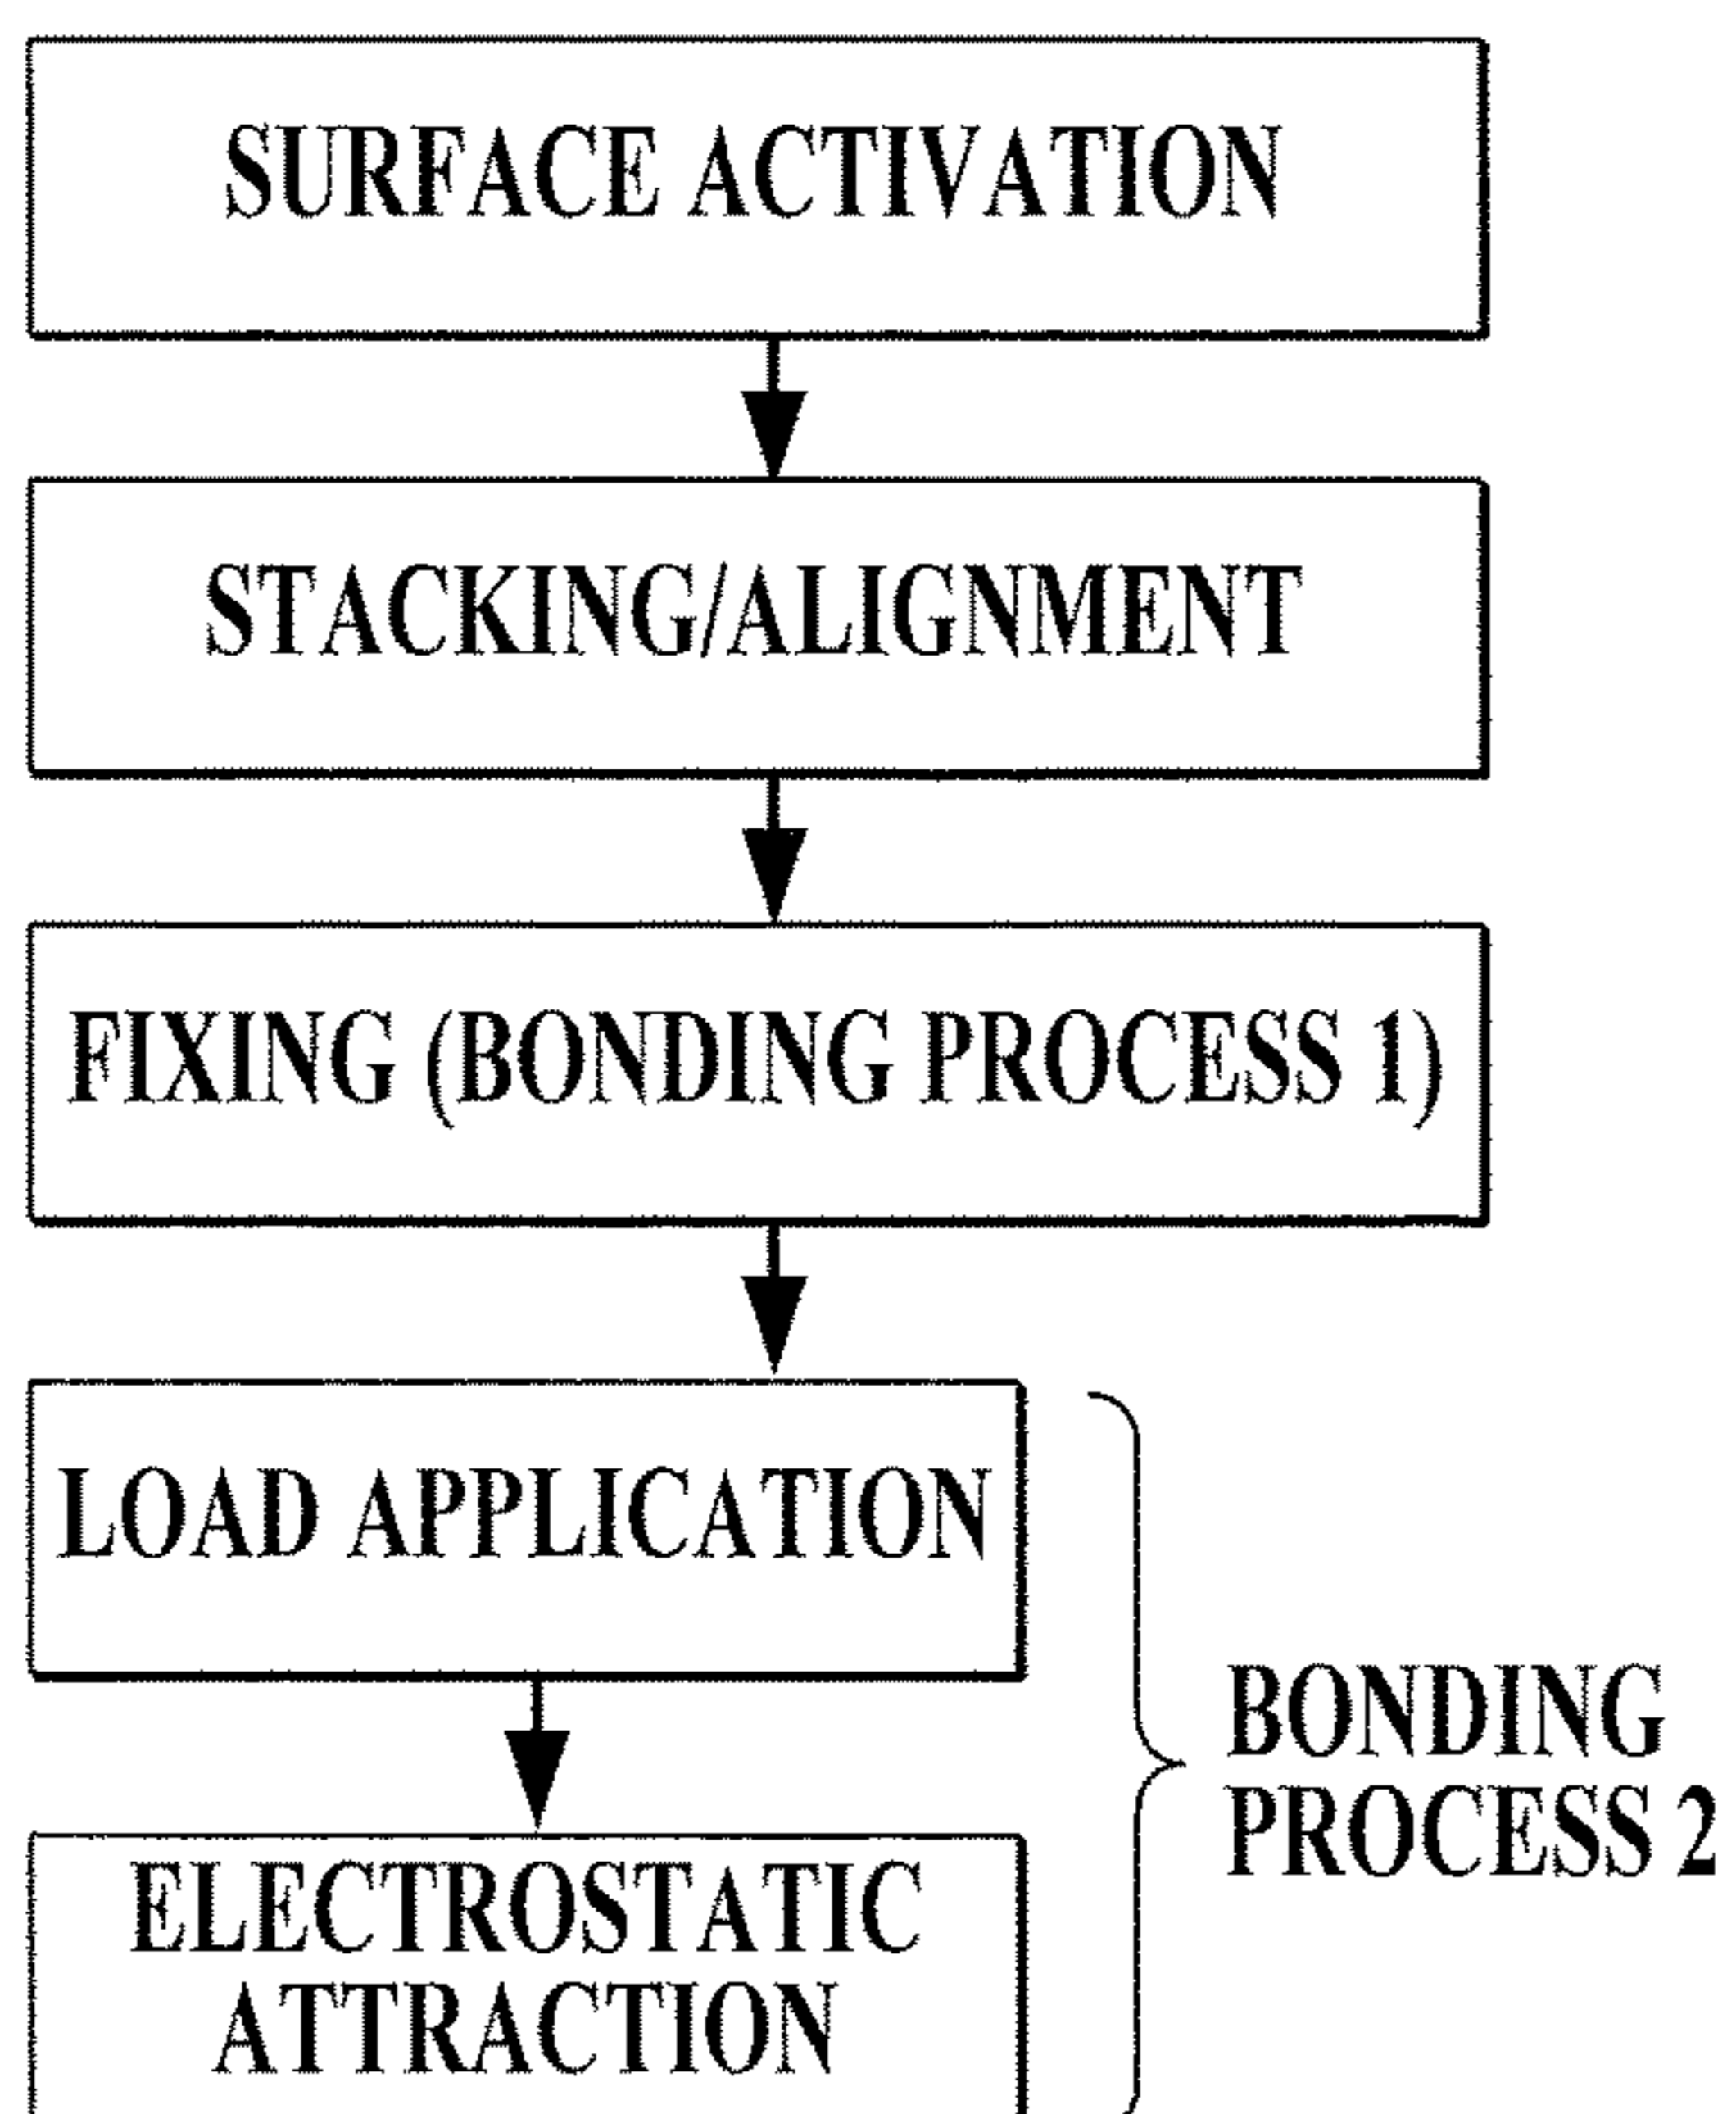 SURFACE ACTIVATION
STACKING/ALIGNMENT
FIXING (BONDING PROCESS 1)
LOAD APPLICATION
ELECTROSTATIC
ATTRACTION
BONDING
PROCESS 2